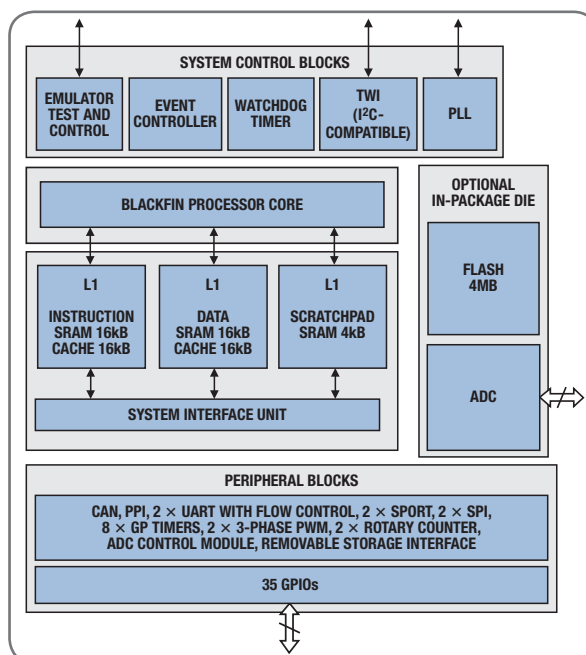 SYSTEM CONTROL BLOCKS
EMULATOR
TEST AND
CONTROL
EVENT
CONTROLLER
WATCHDOG
TIMER
TWI
(I²C-
COMPATIBLE)
PLL
BLACKFIN PROCESSOR CORE
L1
INSTRUCTION
SRAM 16kB
CACHE 16kB
L1
DATA
SRAM 16kB
CACHE 16kB
L1
SCRATCHPAD
SRAM 4kB
SYSTEM INTERFACE UNIT
OPTIONAL
IN-PACKAGE DIE
FLASH
4MB
ADC
PERIPHERAL BLOCKS
CAN, PPI, 2 × UART WITH FLOW CONTROL, 2 × SPORT, 2 × SPI,
8 × GP TIMERS, 2 × 3-PHASE PWM, 2 × ROTARY COUNTER,
ADC CONTROL MODULE, REMOVABLE STORAGE INTERFACE
35 GPIOs